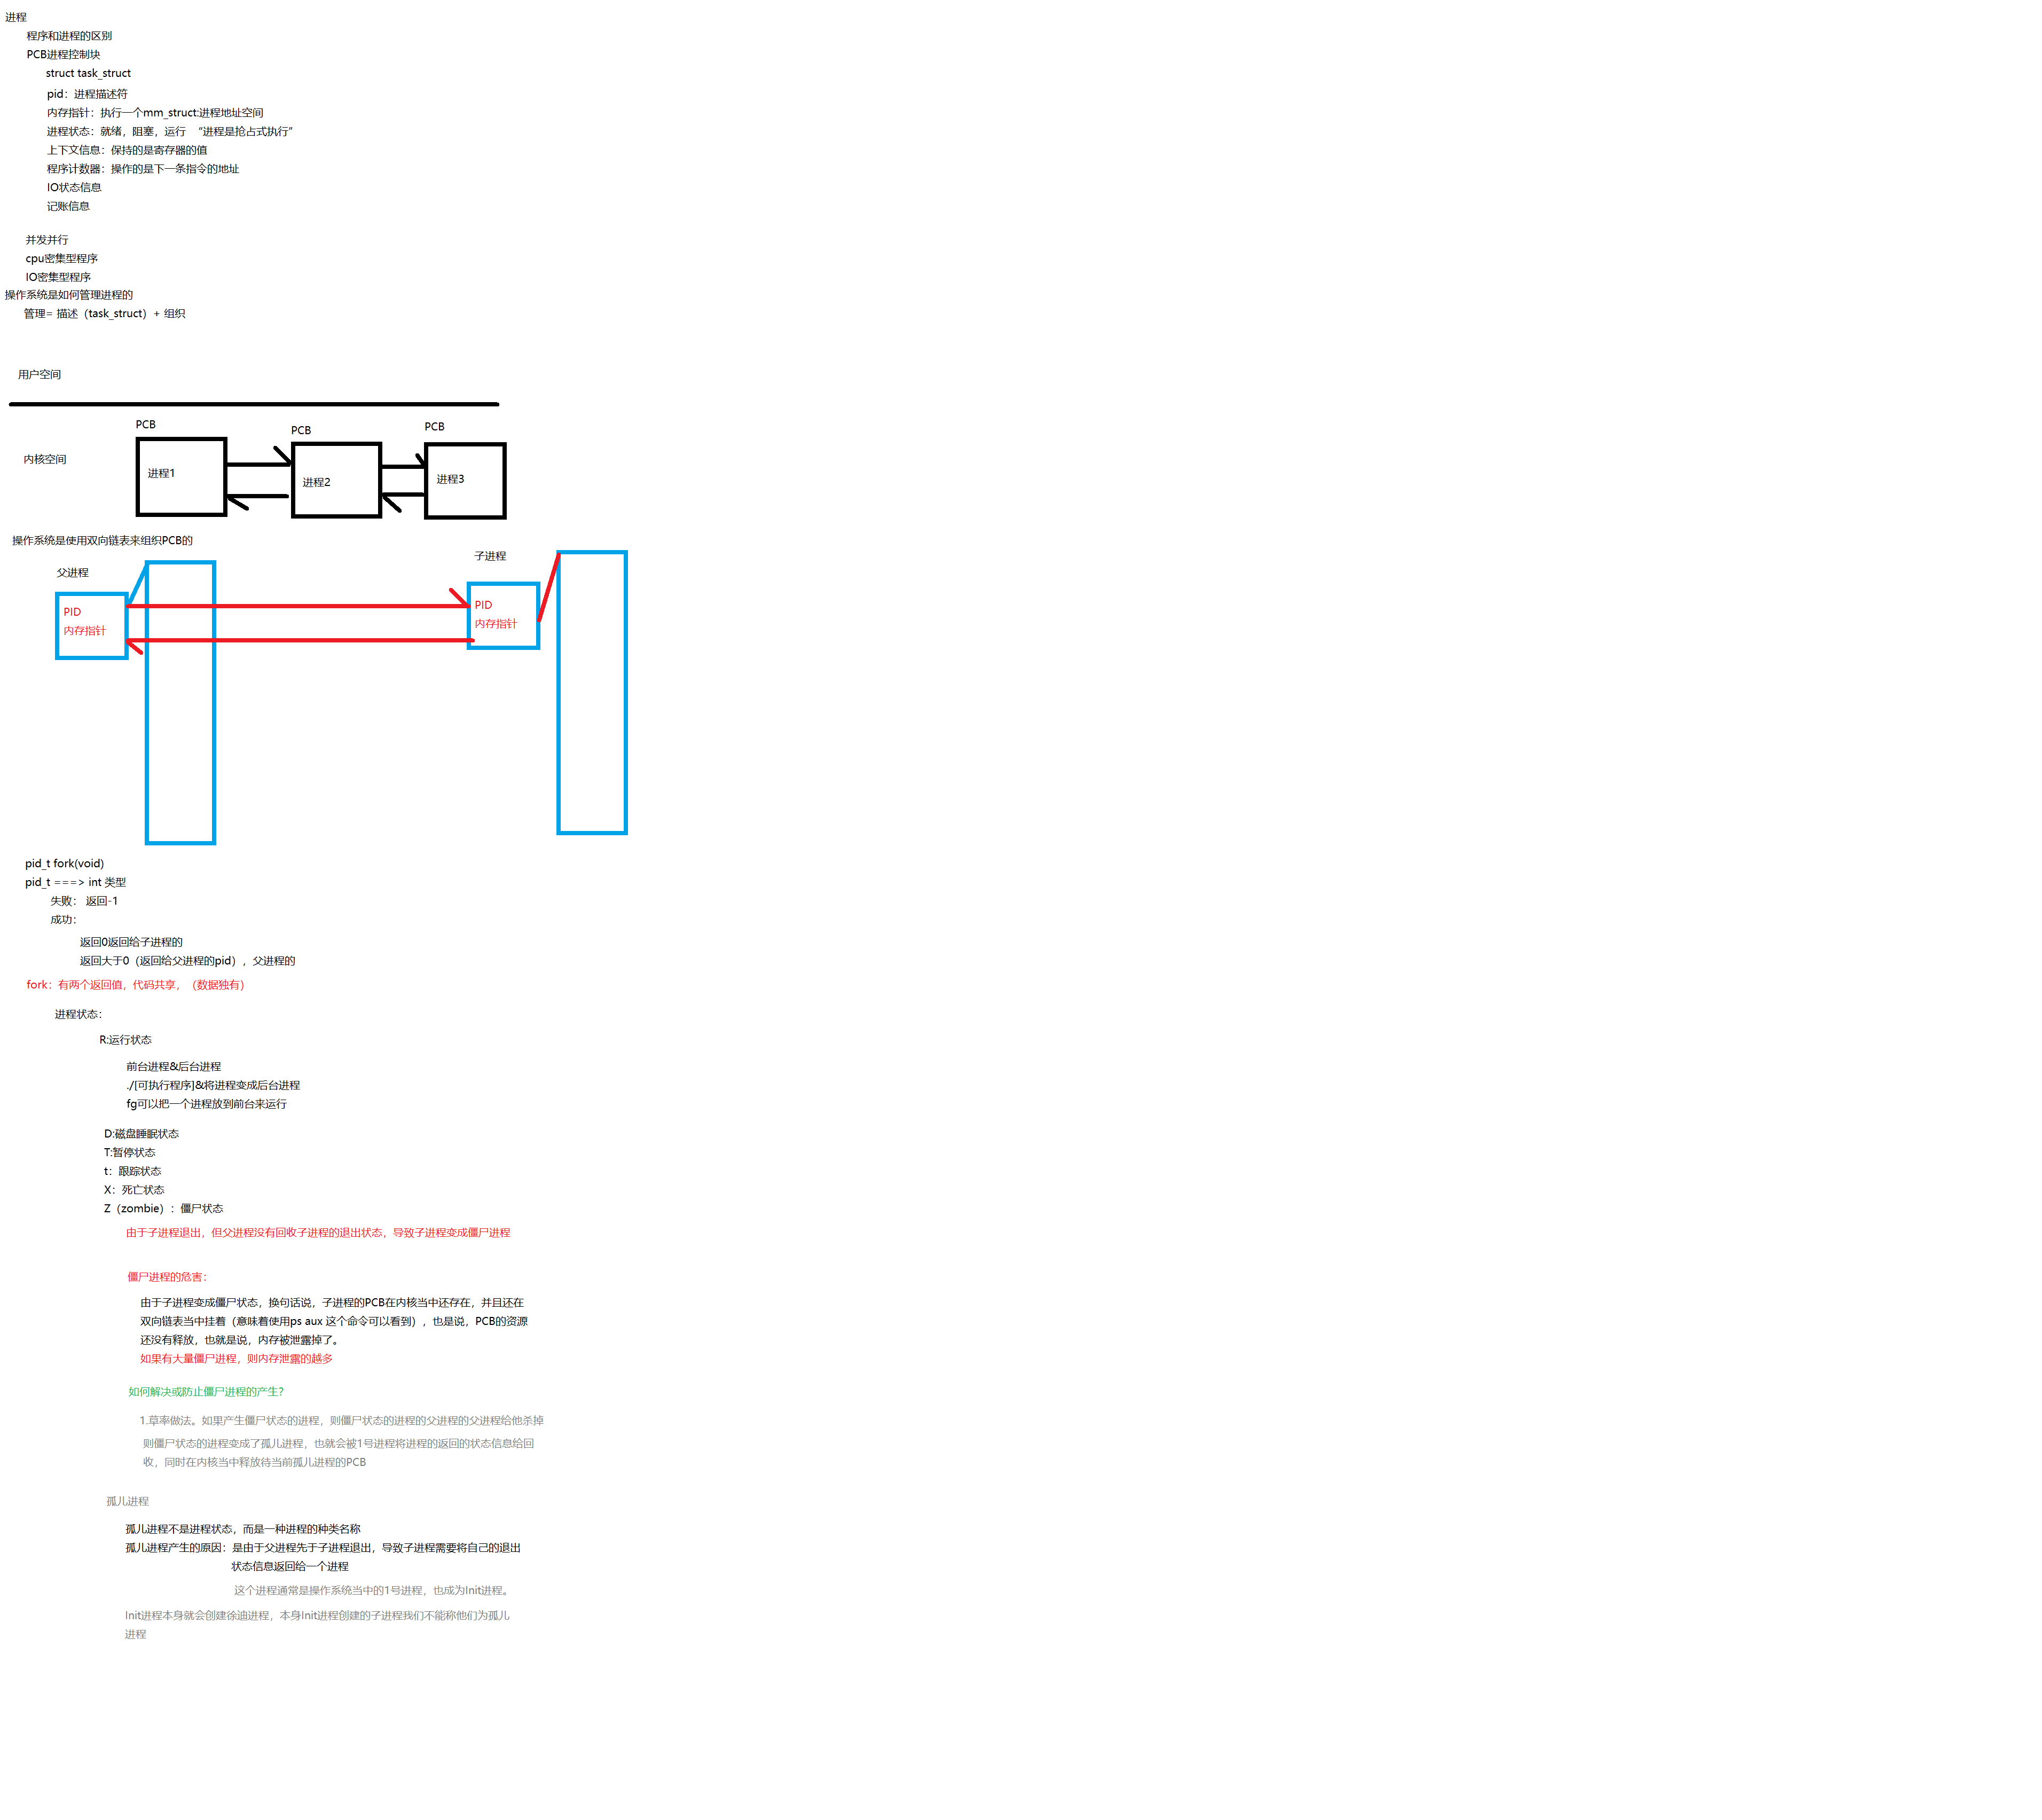 进程
程序和进程的区别
PCB进程控制块
struct task_struct
pid：进程描述符
内存指针：执行一个mm_struct:进程地址空间
进程状态：就绪，阻塞，运行 “进程是抢占式执行”
上下文信息：保持的是寄存器的值
程序计数器：操作的是下一条指令的地址
IO状态信息
记账信息
并发并行
cpu密集型程序
IO密集型程序
操作系统是如何管理进程的
管理= 描述（task_struct）+ 组织
用户空间
PCB
PCB
PCB
内核空间
进程1
进程2
进程3
操作系统是使用双向链表来组织PCB的
子进程
父进程
PID
内存指针
PID
内存指针
pid_t fork(void)
pid_t ===> int 类型
失败： 返回-1
成功：
返回0返回给子进程的
返回大于0（返回给父进程的pid），父进程的
fork：有两个返回值，代码共享，（数据独有）
进程状态：
R:运行状态
前台进程&后台进程
./[可执行程序]&将进程变成后台进程
fg可以把一个进程放到前台来运行
D:磁盘睡眠状态
T:暂停状态
t：跟踪状态
X：死亡状态
Z（zombie）：僵尸状态
由于子进程退出，但父进程没有回收子进程的退出状态，导致子进程变成僵尸进程
僵尸进程的危害：
由于子进程变成僵尸状态，换句话说，子进程的PCB在内核当中还存在，并且还在
双向链表当中挂着（意味着使用ps aux 这个命令可以看到），也是说，PCB的资源
还没有释放，也就是说，内存被泄露掉了。
如果有大量僵尸进程，则内存泄露的越多
如何解决或防止僵尸进程的产生？
1.草率做法。如果产生僵尸状态的进程，则僵尸状态的进程的父进程的父进程给他杀掉
则僵尸状态的进程变成了孤儿进程，也就会被1号进程将进程的返回的状态信息给回
收，同时在内核当中释放待当前孤儿进程的PCB
孤儿进程
孤儿进程不是进程状态，而是一种进程的种类名称
孤儿进程产生的原因：是由于父进程先于子进程退出，导致子进程需要将自己的退出
状态信息返回给一个进程
这个进程通常是操作系统当中的1号进程，也成为Init进程。
Init进程本身就会创建徐迪进程，本身Init进程创建的子进程我们不能称他们为孤儿
进程